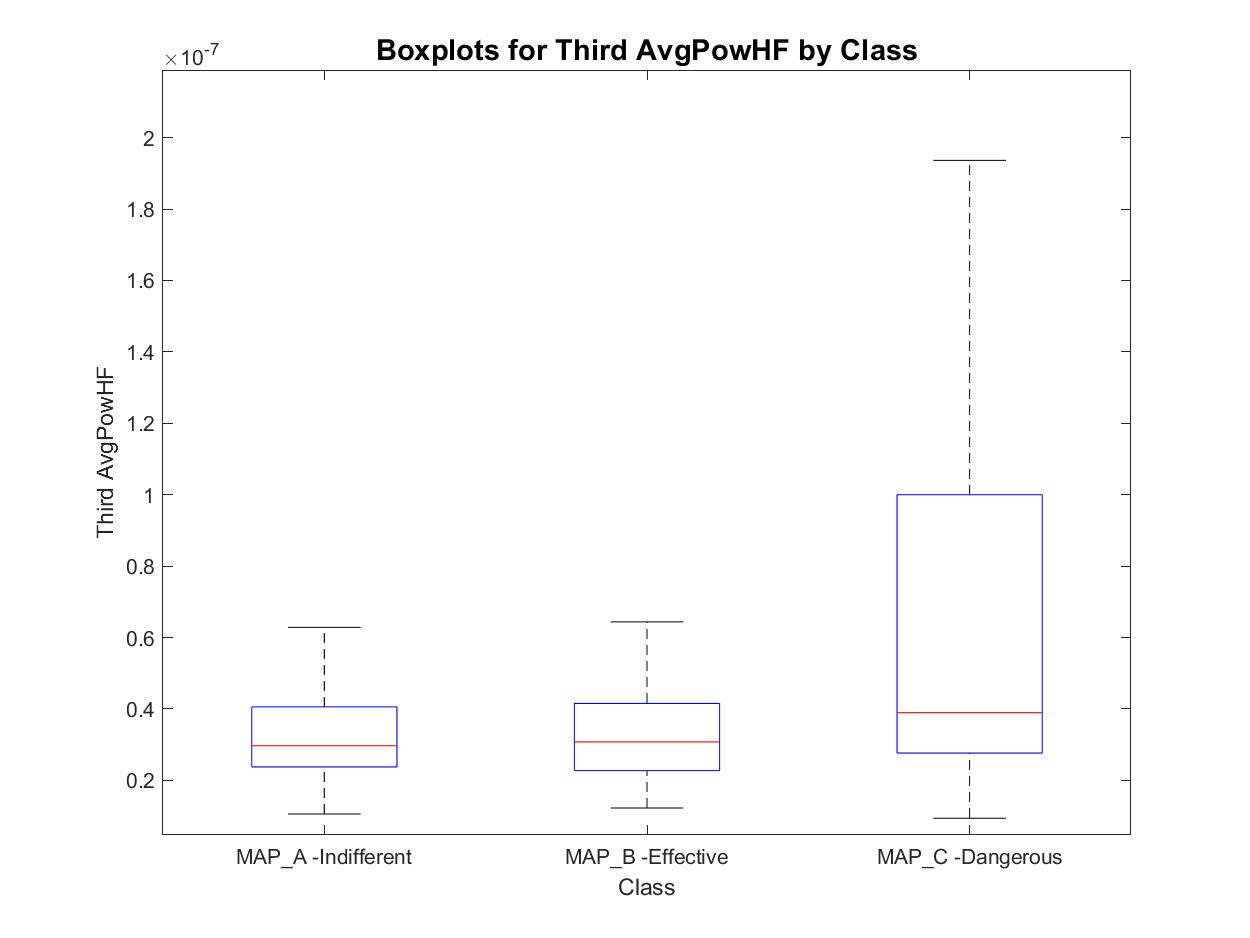 Boxplots for Third AvgPowHF by Class
×10-7
2
1.8
1.6
1.4
1.2
1
0.8
0.6
0.4
0.2
Third AvgPowHF
MAP_A -Indifferent
MAP_B -Effective
MAP_C -Dangerous
Class